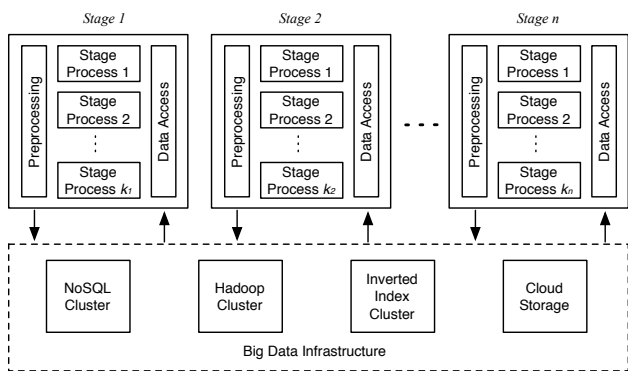 Stage 1
Preprocessing
Stage
Process 1
Stage
Process 2
⋮
Stage
Process k1
Data Access
Stage 2
Preprocessing
Stage
Process 1
Stage
Process 2
⋮
Stage
Process k2
Data Access
...
Stage n
Preprocessing
Stage
Process 1
Stage
Process 2
⋮
Stage
Process kn
Data Access
NoSQL
Cluster
Hadoop
Cluster
Inverted
Index
Cluster
Cloud
Storage
Big Data Infrastructure